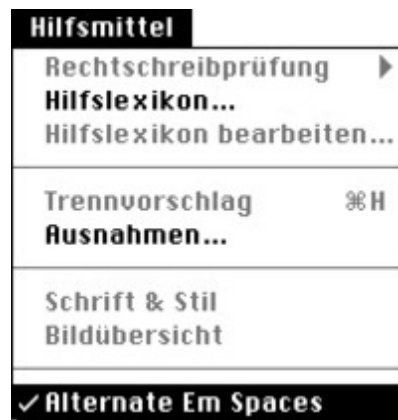 Hilfsmittel
Rechtschreibprüfung ▶
Hilfslexikon...
Hilfslexikon bearbeiten...
Trennvorschlag ⌘H
Ausnahmen...
Schrift & Stil
Bildübersicht
✓ Alternate Em Spaces